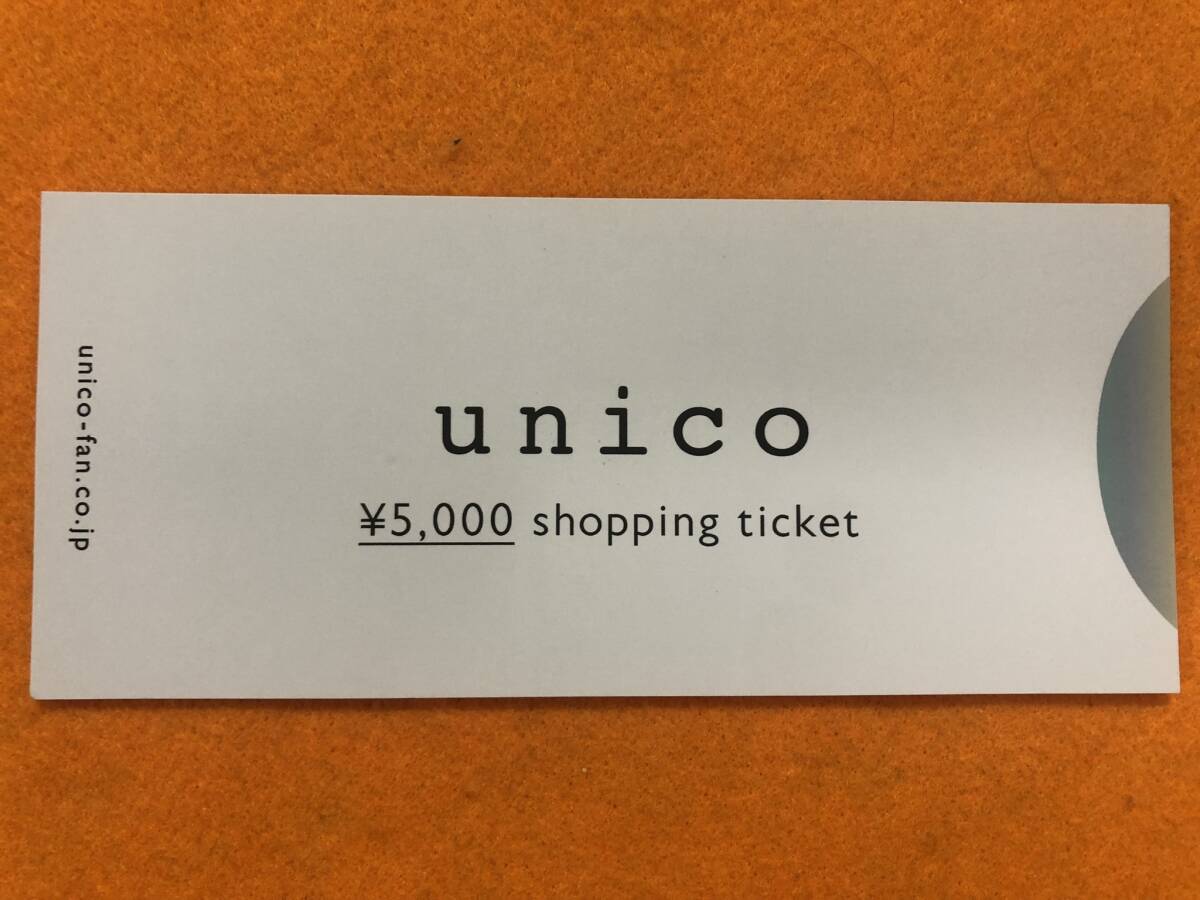 unico
¥5,000 shopping ticket
unico-fan.co.jp